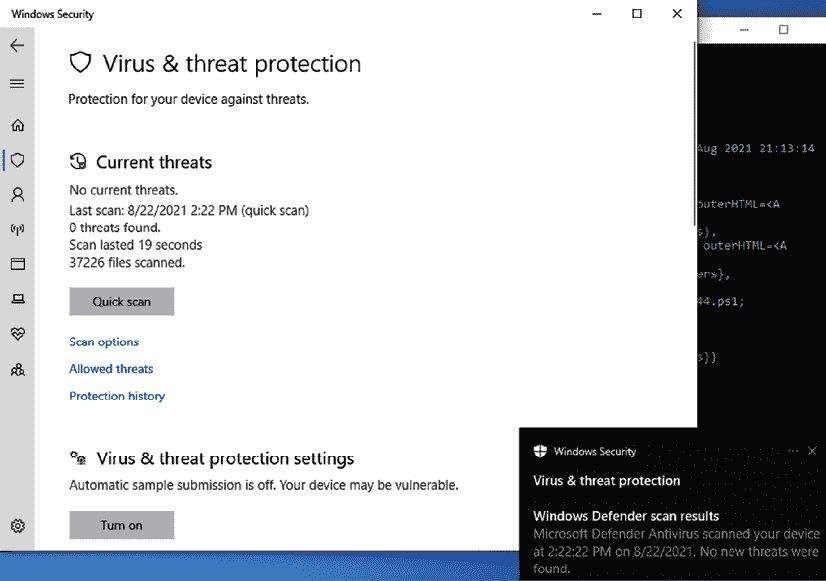 Windows Security
Virus & threat protection
Protection for your device against threats.
Current threats
No current threats.
Last scan: 8/22/2021 2:22 PM (quick scan)
0 threats found.
Scan lasted 19 seconds
37226 files scanned.
Quick scan
Scan options
Allowed threats
Protection history
Virus & threat protection settings
Automatic sample submission is off. Your device may be vulnerable.
Turn on
Aug 2021 21:13:14
outerHTML=<A
s},
outerHTML=<A
ers},
44.ps1;
s}}
Windows Security
Virus & threat protection
Windows Defender scan results
Microsoft Defender Antivirus scanned your device
at 2:22:22 PM on 8/22/2021. No new threats were
found.